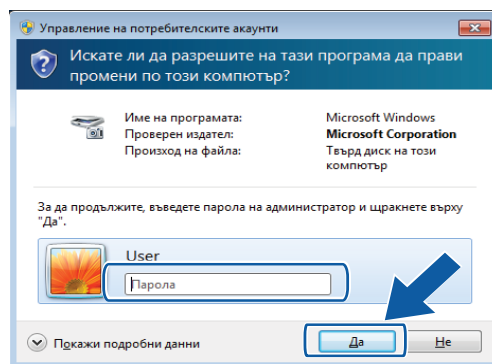 Управление на потребителските акаунти
Искате ли да разрешите на тази програма да прави
промени по този компютър?
Име на програмата: Microsoft Windows
Проверен издател: Microsoft Corporation
Произход на файла: Твърд диск на този
компютър
За да продължите, въведете парола на администратор и щракнете върху
"Да".
User
Парола
Покажи подробни данни Да Не